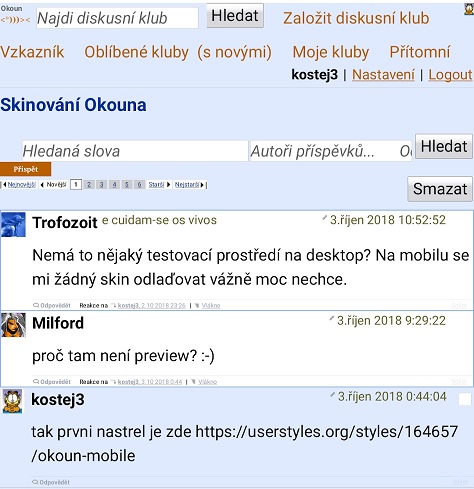 Okoun
<°)))><
Najdi diskusní klub
Hledat
Založit diskusní klub
Vzkazník Oblíbené kluby (s novými) Moje kluby Přítomní
kostej3 | Nastavení | Logout
Skinování Okouna
Hledaná slova
Autoři příspěvků...
Hledat
Přispět
Nejnovější Novější 1 2 3 4 5 6 Starší Nejstarší
Smazat
Trofozoit e cuidam-se os vivos 3.říjen 2018 10:52:52
Nemá to nějaký testovací prostředí na desktop? Na mobilu se
mi žádný skin odlaďovat vážně moc nechce.
Odpovědět Reakce na kostej3, 2.10.2018 23:26 | Vlákno
Milford 3.říjen 2018 9:29:22
proč tam není preview? :-)
Odpovědět Reakce na kostej3, 3.10.2018 0:44 | Vlákno
kostej3 3.říjen 2018 0:44:04
tak prvni nastrel je zde https://userstyles.org/styles/164657
/okoun-mobile
Odpovědět